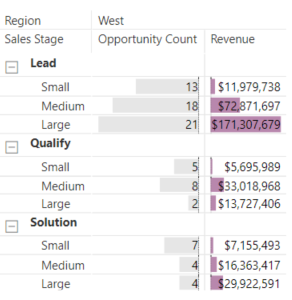 Region West
Sales Stage Opportunity Count Revenue
Lead
Small 13 $11,979,738
Medium 18 $72,871,697
Large 21 $171,307,679
Qualify
Small 5 $5,695,989
Medium 8 $33,018,968
Large 2 $13,727,406
Solution
Small 7 $7,155,493
Medium 4 $16,363,417
Large 4 $29,922,591